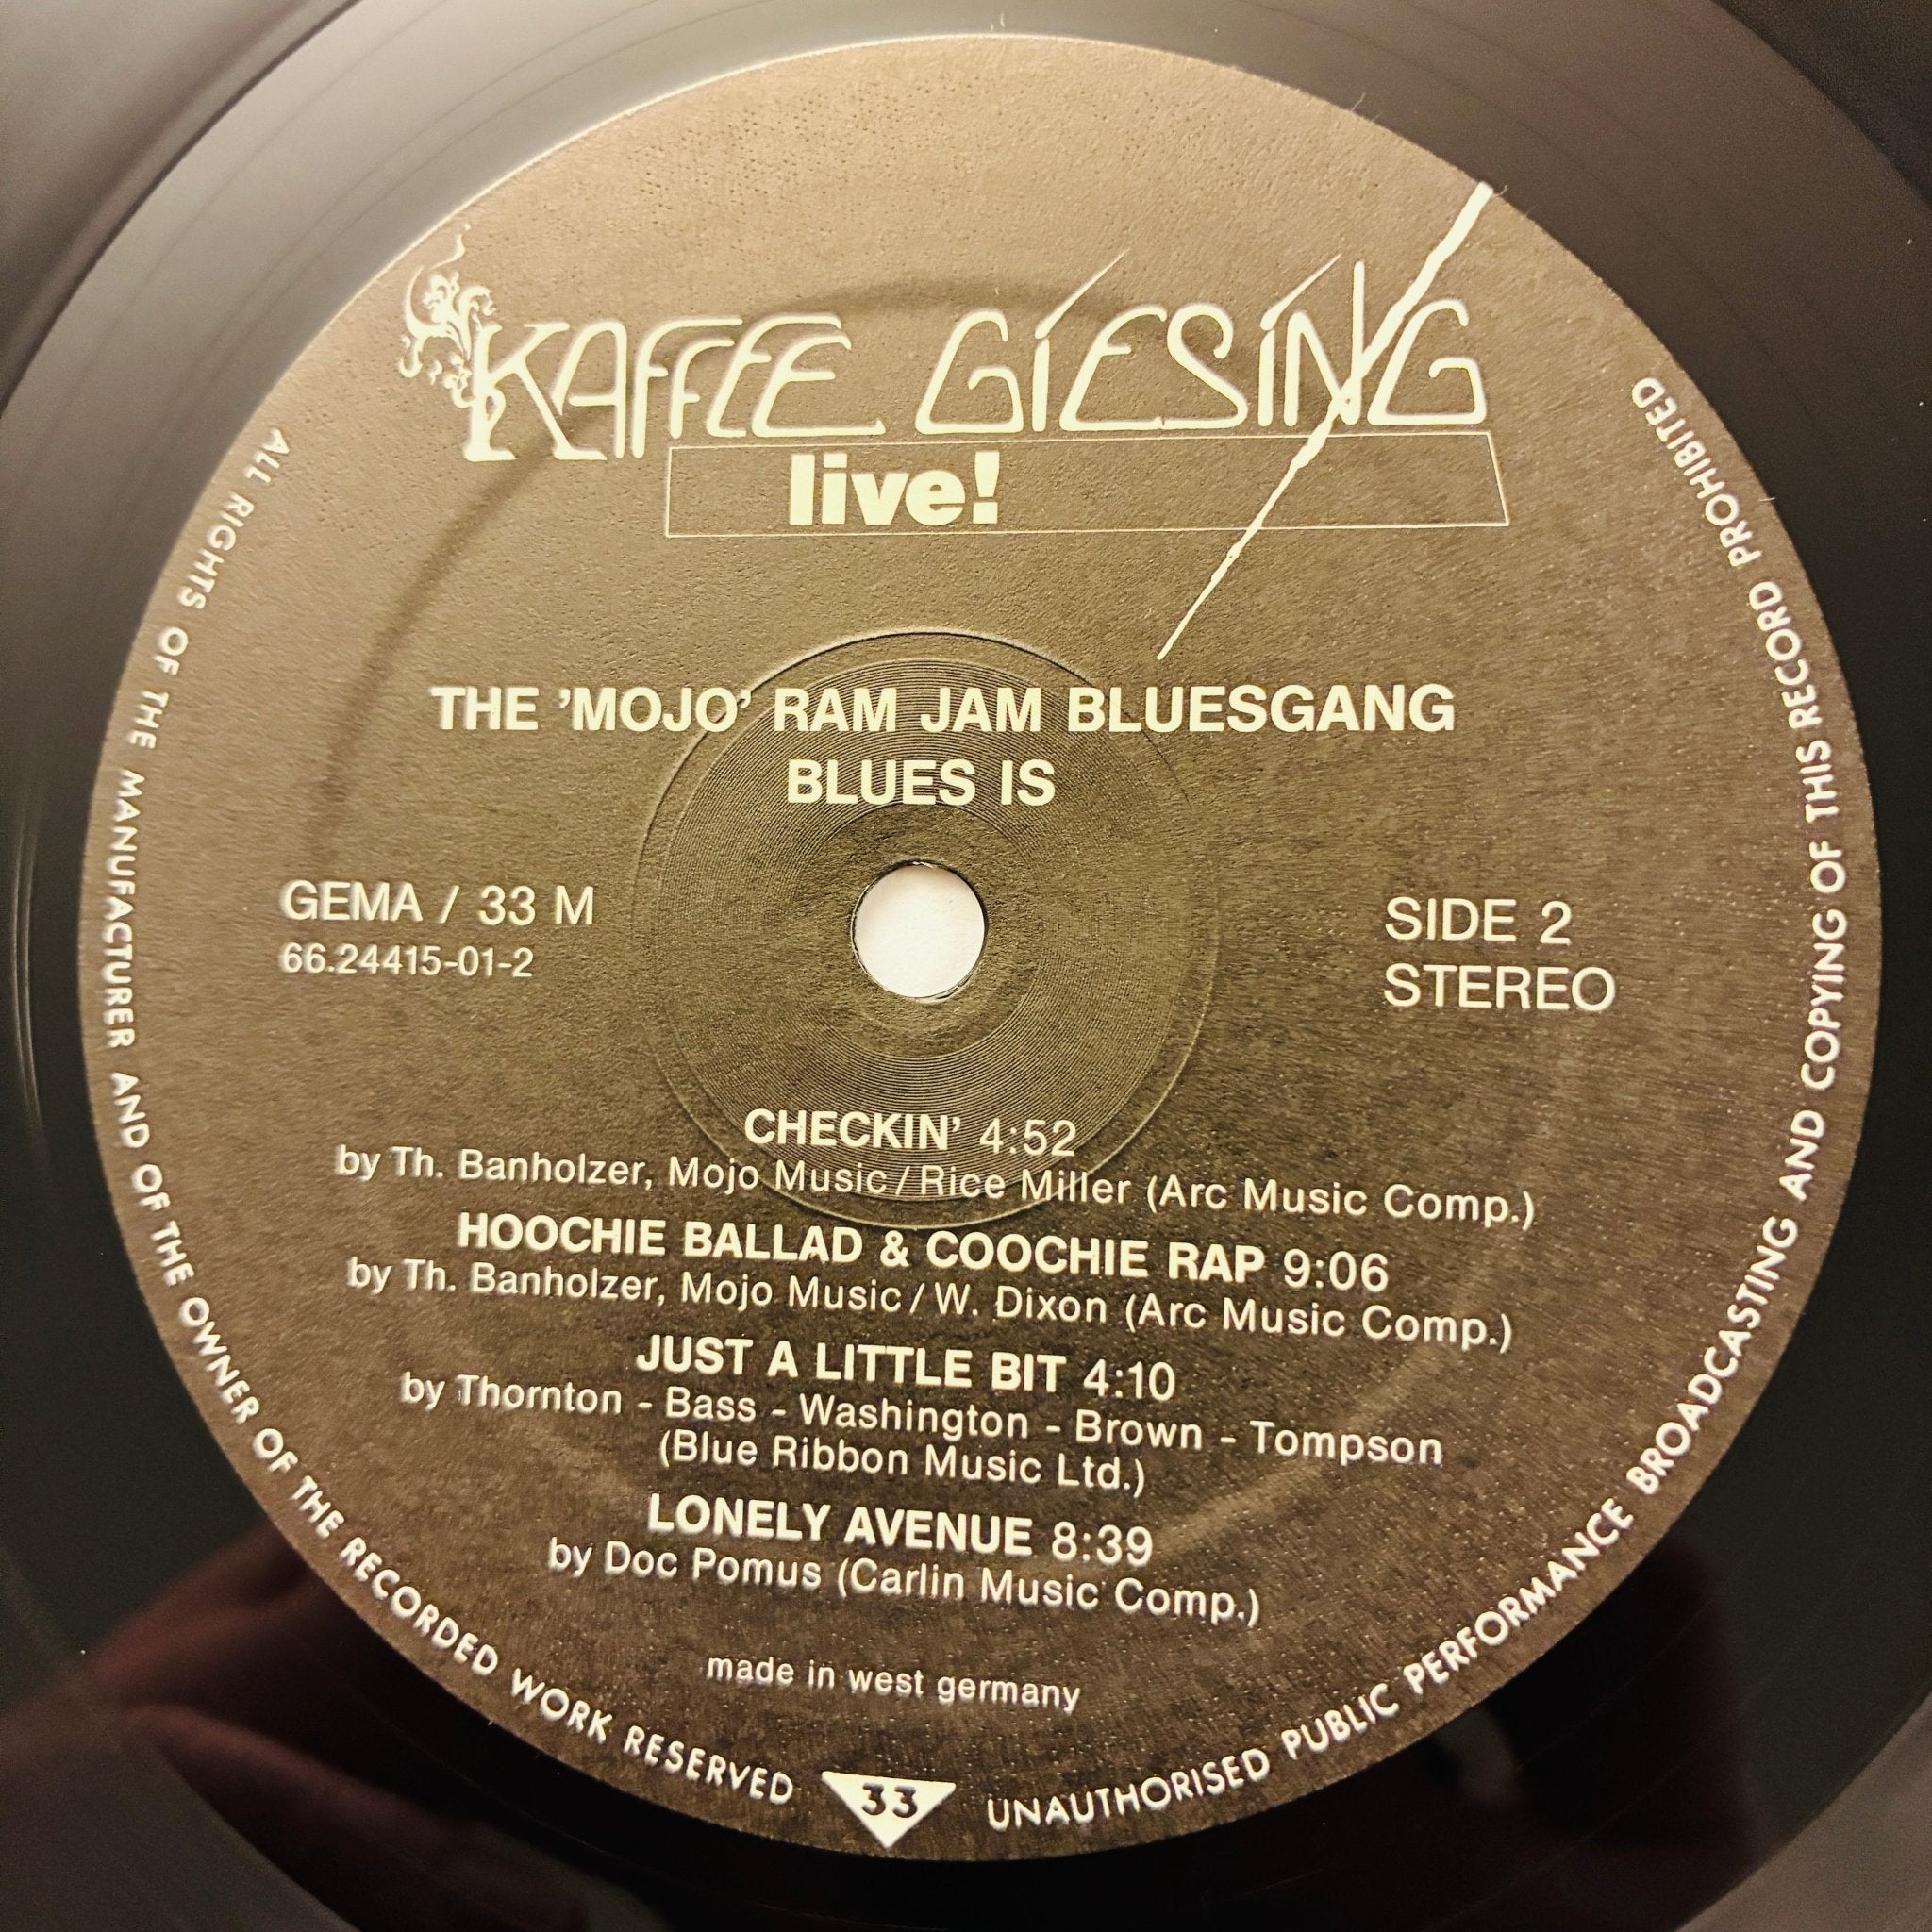 KAFFEE GIESING
live!
THE 'MOJO' RAM JAM BLUESGANG
BLUES IS
GEMA / 33 M
66.24415-01-2
SIDE 2
STEREO
CHECKIN' 4:52
by Th. Banholzer, Mojo Music / Rice Miller (Arc Music Comp.)
HOOCHIE BALLAD & COOCHIE RAP 9:06
by Th. Banholzer, Mojo Music / W. Dixon (Arc Music Comp.)
JUST A LITTLE BIT 4:10
by Thornton - Bass - Washington - Brown - Tompson
(Blue Ribbon Music Ltd.)
LONELY AVENUE 8:39
by Doc Pomus (Carlin Music Comp.)
made in west germany
ALL RIGHTS OF THE MANUFACTURER AND OF THE OWNER OF THE RECORDED WORK RESERVED
33
UNAUTHORISED PUBLIC PERFORMANCE BROADCASTING AND COPYING OF THIS RECORD PROHIBITED